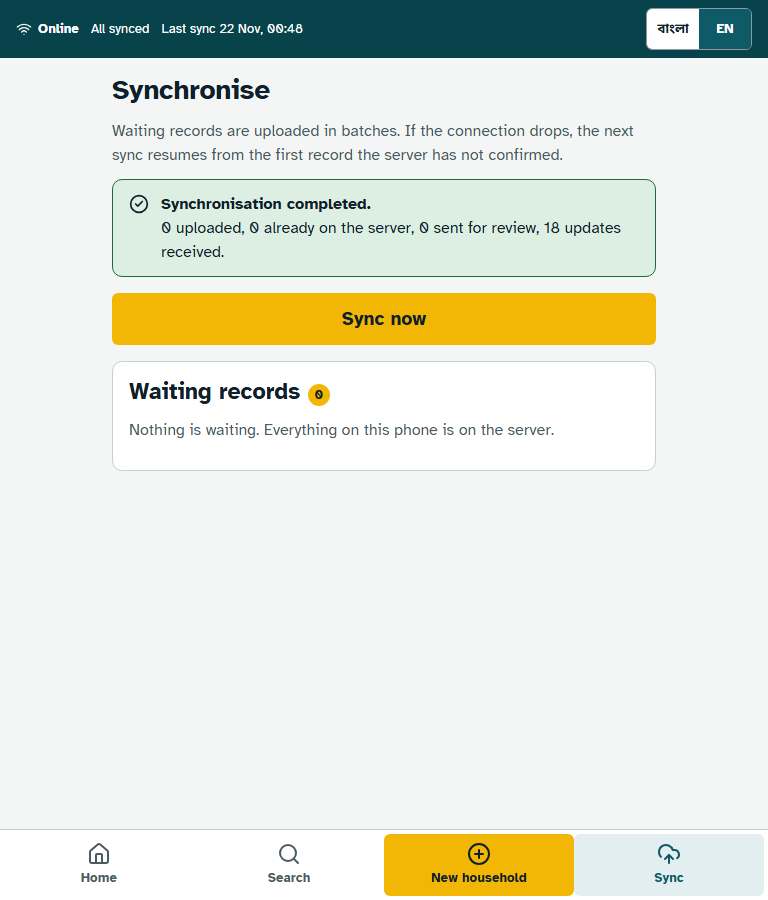 Online All synced Last sync 22 Nov, 00:48
বাংলা EN
Synchronise
Waiting records are uploaded in batches. If the connection drops, the next
sync resumes from the first record the server has not confirmed.
Synchronisation completed.
0 uploaded, 0 already on the server, 0 sent for review, 18 updates
received.
Sync now
Waiting records 0
Nothing is waiting. Everything on this phone is on the server.
Home Search New household Sync